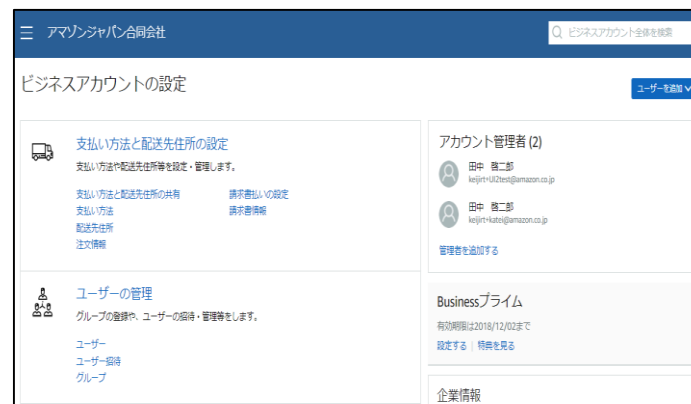 アマゾンジャパン合同会社
ビジネスアカウント全体を検索
ビジネスアカウントの設定
ユーザーを追加
支払い方法と配送先住所の設定
支払い方法や配送先住所等を設定・管理します。
支払い方法と配送先住所の共有
請求書払いの設定
支払い方法
請求書情報
配送先住所
注文情報
ユーザーの管理
グループの登録や、ユーザーの招待・管理等をします。
ユーザー
ユーザー招待
グループ
アカウント管理者 (2)
田中 啓二郎
keijirt+UI2test@amazon.co.jp
田中 啓二郎
keijirt+katei@amazon.co.jp
管理者を追加する
Businessプライム
有効期限は2018/12/02まで
設定する | 特典を見る
企業情報